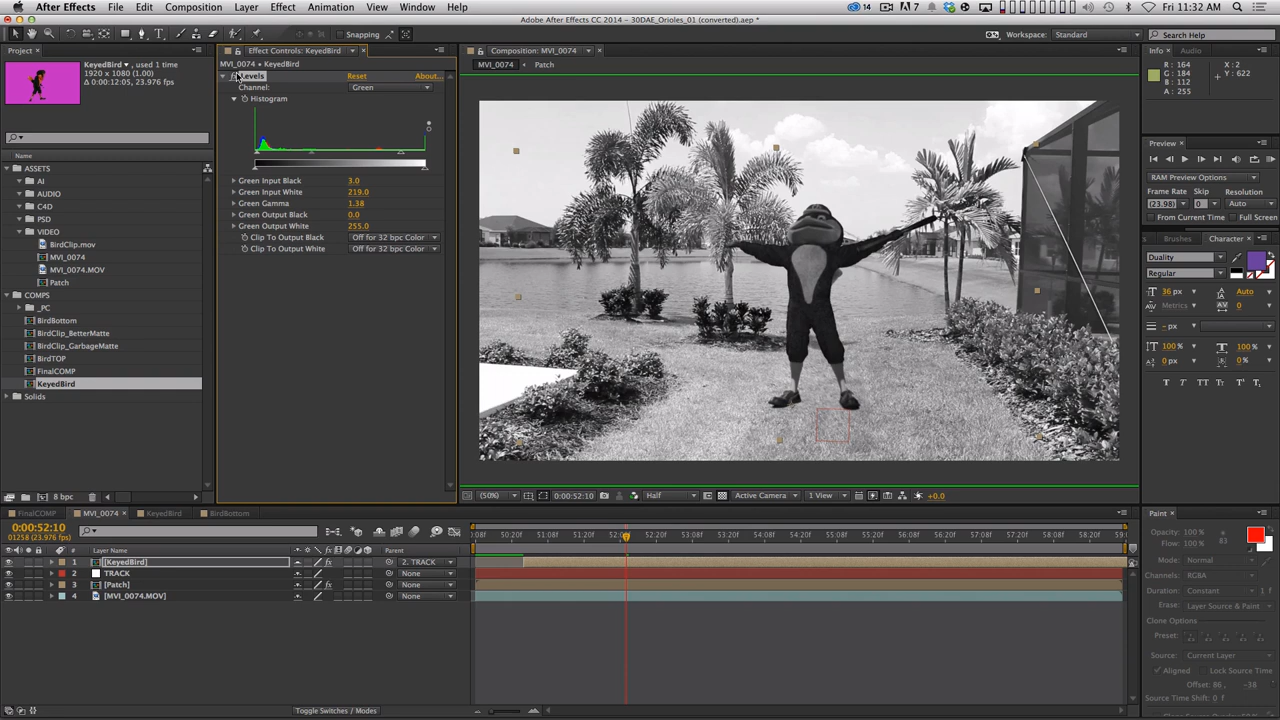 After Effects File Edit Composition Layer Effect Animation View Window Help
14 7 Fri 11:32 AM
Adobe After Effects CC 2014 – 30DAE_Orioles_01 (converted).aep *
Snapping
Workspace: Standard
Search Help
Project
KeyedBird ▾, used 1 time
1920 x 1080 (1.00)
Δ 0:00:12:05, 23.976 fps
Name
ASSETS
AI
AUDIO
C4D
PSD
VIDEO
BirdClip.mov
MVI_0074
MVI_0074.MOV
Patch
COMPS
_PC
BirdBottom
BirdClip_BetterMatte
BirdClip_GarbageMatte
BirdTOP
FinalCOMP
KeyedBird
Solids
8 bpc
Effect Controls: KeyedBird
MVI_0074 • KeyedBird
Levels Reset About...
Channel: Green
Histogram
Green Input Black 3.0
Green Input White 219.0
Green Gamma 1.38
Green Output Black 0.0
Green Output White 255.0
Clip To Output Black Off for 32 bpc Color
Clip To Output White Off for 32 bpc Color
Composition: MVI_0074
MVI_0074 Patch
(50%) 0:00:52:10 Half Active Camera 1 View +0.0
Info Audio
R: 164
G: 184
B: 112
A: 255
X: 2
Y: 622
Preview
RAM Preview Options
Frame Rate Skip Resolution
(23.98) 0 Full
From Current Time Full Screen
Brushes Character
Duality
Regular
36 px Auto
Metrics 0
– px
100 % 100 %
0 px 0 %
T T TT Tt T¹ T₁
FinalCOMP MVI_0074 KeyedBird BirdBottom
0:00:52:10
01258 (23.976 fps)
# Layer Name Parent
1 [KeyedBird] 2. TRACK
2 TRACK None
3 [Patch] None
4 [MVI_0074.MOV] None
50:20f 51:08f 51:20f 52:20f 53:08f 53:20f 54:08f 54:20f 55:08f 55:20f 56:08f 56:20f 57:08f 57:20f 58:08f 58:20f
Toggle Switches / Modes
Paint
Opacity: 100 %
Flow: 100 %
Mode: Normal
Channels: RGBA
Duration: Constant 1 f
Erase: Layer Source & Paint
Clone Options
Preset:
Source: Current Layer
Aligned Lock Source Time
Offset: 86 , -38
Source Time Shift: 0 f